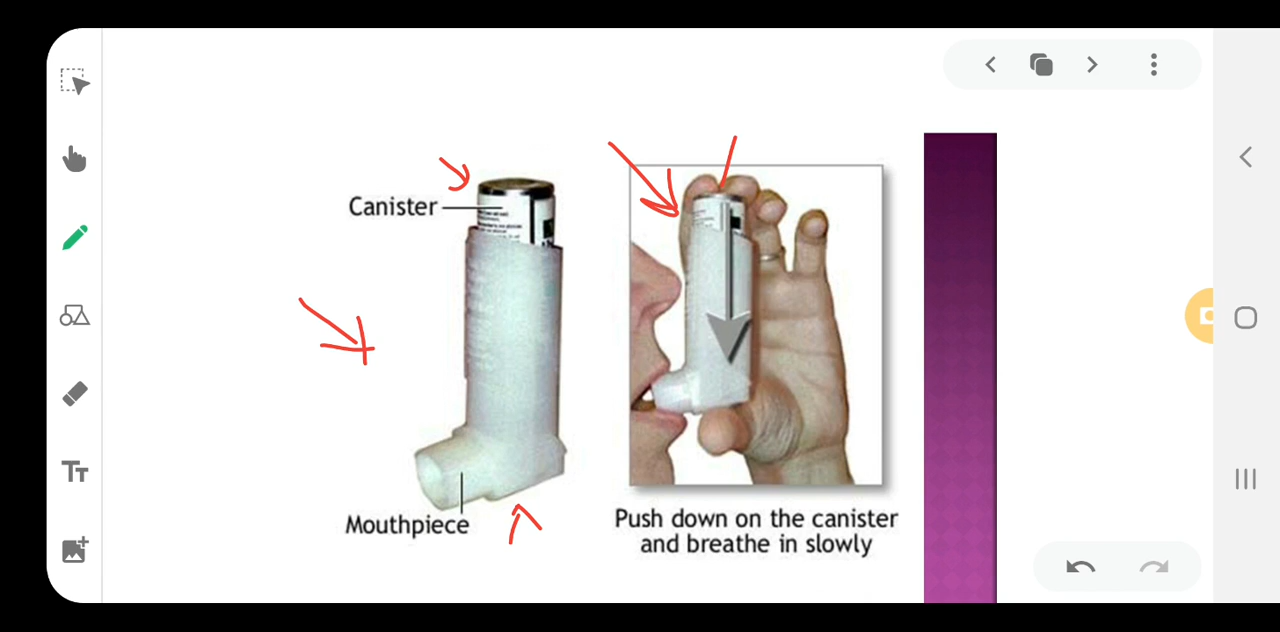 Canister
Mouthpiece
Push down on the canister
and breathe in slowly